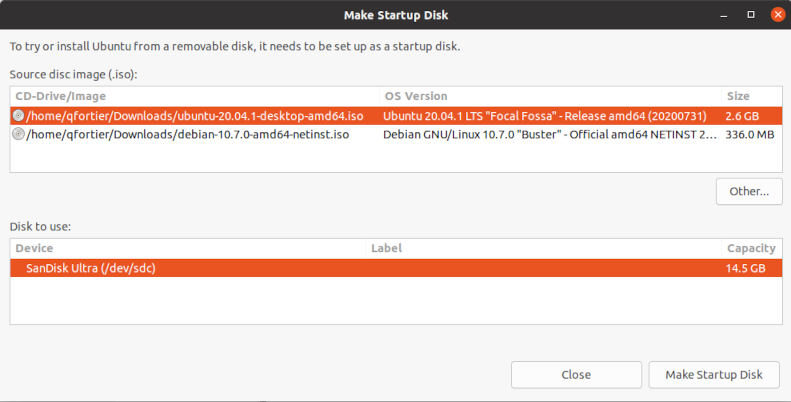 Make Startup Disk
To try or install Ubuntu from a removable disk, it needs to be set up as a startup disk.
Source disc image (.iso):
CD-Drive/Image OS Version Size
/home/qfortier/Downloads/ubuntu-20.04.1-desktop-amd64.iso Ubuntu 20.04.1 LTS "Focal Fossa" - Release amd64 (20200731) 2.6 GB
/home/qfortier/Downloads/debian-10.7.0-amd64-netinst.iso Debian GNU/Linux 10.7.0 "Buster" - Official amd64 NETINST 2... 336.0 MB
Other...
Disk to use:
Device Label Capacity
SanDisk Ultra (/dev/sdc) 14.5 GB
Close Make Startup Disk